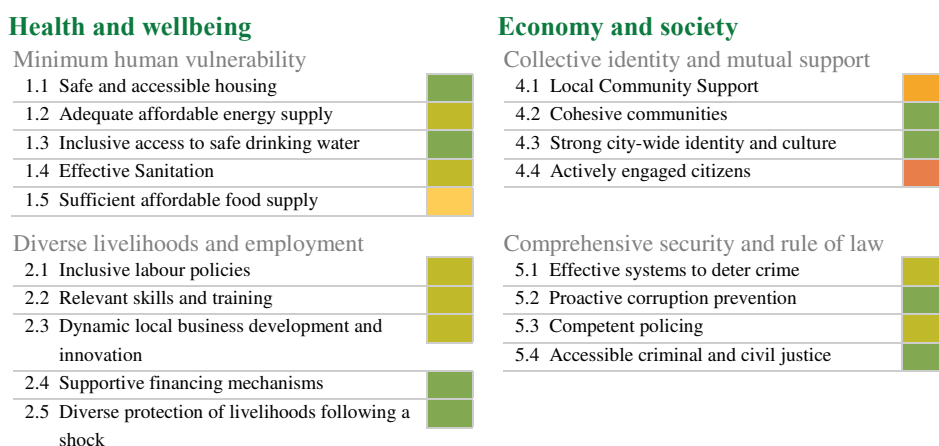 Health and wellbeing
Minimum human vulnerability
1.1 Safe and accessible housing
1.2 Adequate affordable energy supply
1.3 Inclusive access to safe drinking water
1.4 Effective Sanitation
1.5 Sufficient affordable food supply
Diverse livelihoods and employment
2.1 Inclusive labour policies
2.2 Relevant skills and training
2.3 Dynamic local business development and
innovation
2.4 Supportive financing mechanisms
2.5 Diverse protection of livelihoods following a
shock
Economy and society
Collective identity and mutual support
4.1 Local Community Support
4.2 Cohesive communities
4.3 Strong city-wide identity and culture
4.4 Actively engaged citizens
Comprehensive security and rule of law
5.1 Effective systems to deter crime
5.2 Proactive corruption prevention
5.3 Competent policing
5.4 Accessible criminal and civil justice